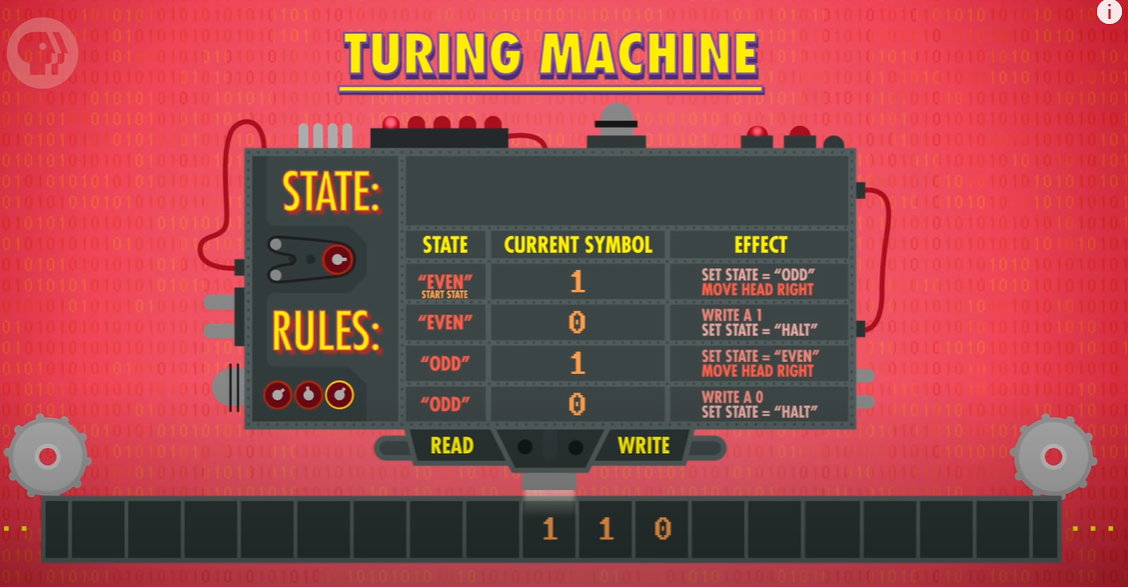 i
TURING MACHINE
STATE:
STATE CURRENT SYMBOL EFFECT
"EVEN" START STATE 1 SET STATE = "ODD" MOVE HEAD RIGHT
"EVEN" 0 WRITE A 1 SET STATE = "HALT"
RULES:
"ODD" 1 SET STATE = "EVEN" MOVE HEAD RIGHT
"ODD" 0 WRITE A 0 SET STATE = "HALT"
READ WRITE
1 1 0